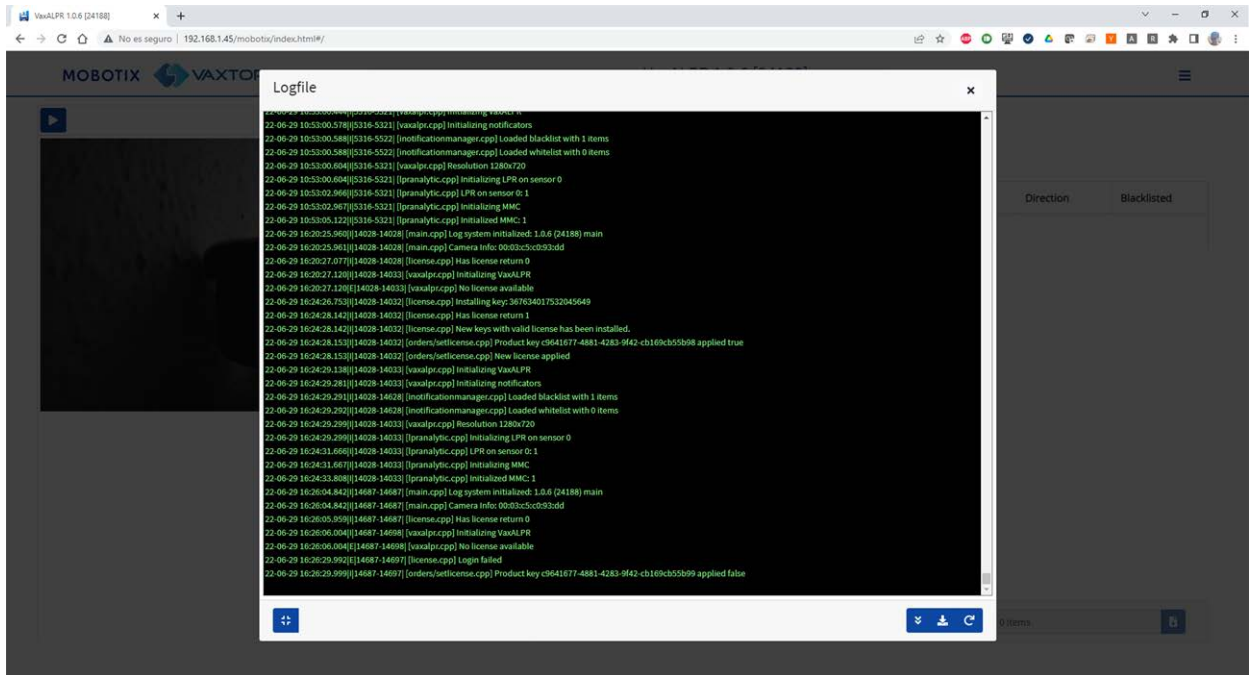 VaxALPR 1.0.6 [24188]
No es seguro | 192.168.1.45/mobotix/index.html#/
MOBOTIX VAXTOR
Logfile
22-06-29 10:53:00.444|I|5316-5321| [vaxalpr.cpp] Initializing VaxALPR
22-06-29 10:53:00.578|I|5316-5321| [vaxalpr.cpp] Initializing notificators
22-06-29 10:53:00.588|I|5316-5522| [inotificationmanager.cpp] Loaded blacklist with 1 items
22-06-29 10:53:00.588|I|5316-5522| [inotificationmanager.cpp] Loaded whitelist with 0 items
22-06-29 10:53:00.604|I|5316-5321| [vaxalpr.cpp] Resolution 1280x720
22-06-29 10:53:00.604|I|5316-5321| [lpranalytic.cpp] Initializing LPR on sensor 0
22-06-29 10:53:02.966|I|5316-5321| [lpranalytic.cpp] LPR on sensor 0: 1
22-06-29 10:53:02.967|I|5316-5321| [lpranalytic.cpp] Initializing MMC
22-06-29 10:53:05.122|I|5316-5321| [lpranalytic.cpp] Initialized MMC: 1
22-06-29 16:20:25.960|I|14028-14028| [main.cpp] Log system initialized: 1.0.6 (24188) main
22-06-29 16:20:25.961|I|14028-14028| [main.cpp] Camera Info: 00:03:c5:c0:93:dd
22-06-29 16:20:27.077|I|14028-14028| [license.cpp] Has license return 0
22-06-29 16:20:27.120|I|14028-14033| [vaxalpr.cpp] Initializing VaxALPR
22-06-29 16:20:27.120|E|14028-14033| [vaxalpr.cpp] No license available
22-06-29 16:24:26.753|I|14028-14032| [license.cpp] Installing key: 367634017532045649
22-06-29 16:24:28.142|I|14028-14032| [license.cpp] Has license return 1
22-06-29 16:24:28.142|I|14028-14032| [license.cpp] New keys with valid license has been installed.
22-06-29 16:24:28.153|I|14028-14032| [orders/setlicense.cpp] Product key c9641677-4881-4283-9f42-cb169cb55b98 applied true
22-06-29 16:24:28.153|I|14028-14032| [orders/setlicense.cpp] New license applied
22-06-29 16:24:29.138|I|14028-14033| [vaxalpr.cpp] Initializing VaxALPR
22-06-29 16:24:29.281|I|14028-14033| [vaxalpr.cpp] Initializing notificators
22-06-29 16:24:29.291|I|14028-14628| [inotificationmanager.cpp] Loaded blacklist with 1 items
22-06-29 16:24:29.292|I|14028-14628| [inotificationmanager.cpp] Loaded whitelist with 0 items
22-06-29 16:24:29.299|I|14028-14033| [vaxalpr.cpp] Resolution 1280x720
22-06-29 16:24:29.299|I|14028-14033| [lpranalytic.cpp] Initializing LPR on sensor 0
22-06-29 16:24:31.666|I|14028-14033| [lpranalytic.cpp] LPR on sensor 0: 1
22-06-29 16:24:31.667|I|14028-14033| [lpranalytic.cpp] Initializing MMC
22-06-29 16:24:33.808|I|14028-14033| [lpranalytic.cpp] Initialized MMC: 1
22-06-29 16:26:04.842|I|14687-14687| [main.cpp] Log system initialized: 1.0.6 (24188) main
22-06-29 16:26:04.842|I|14687-14687| [main.cpp] Camera Info: 00:03:c5:c0:93:dd
22-06-29 16:26:05.959|I|14687-14687| [license.cpp] Has license return 0
22-06-29 16:26:06.004|I|14687-14698| [vaxalpr.cpp] Initializing VaxALPR
22-06-29 16:26:06.004|E|14687-14698| [vaxalpr.cpp] No license available
22-06-29 16:26:29.992|E|14687-14697| [license.cpp] Login failed
22-06-29 16:26:29.999|I|14687-14697| [orders/setlicense.cpp] Product key c9641677-4881-4283-9f42-cb169cb55b99 applied false
Direction Blacklisted
0 items